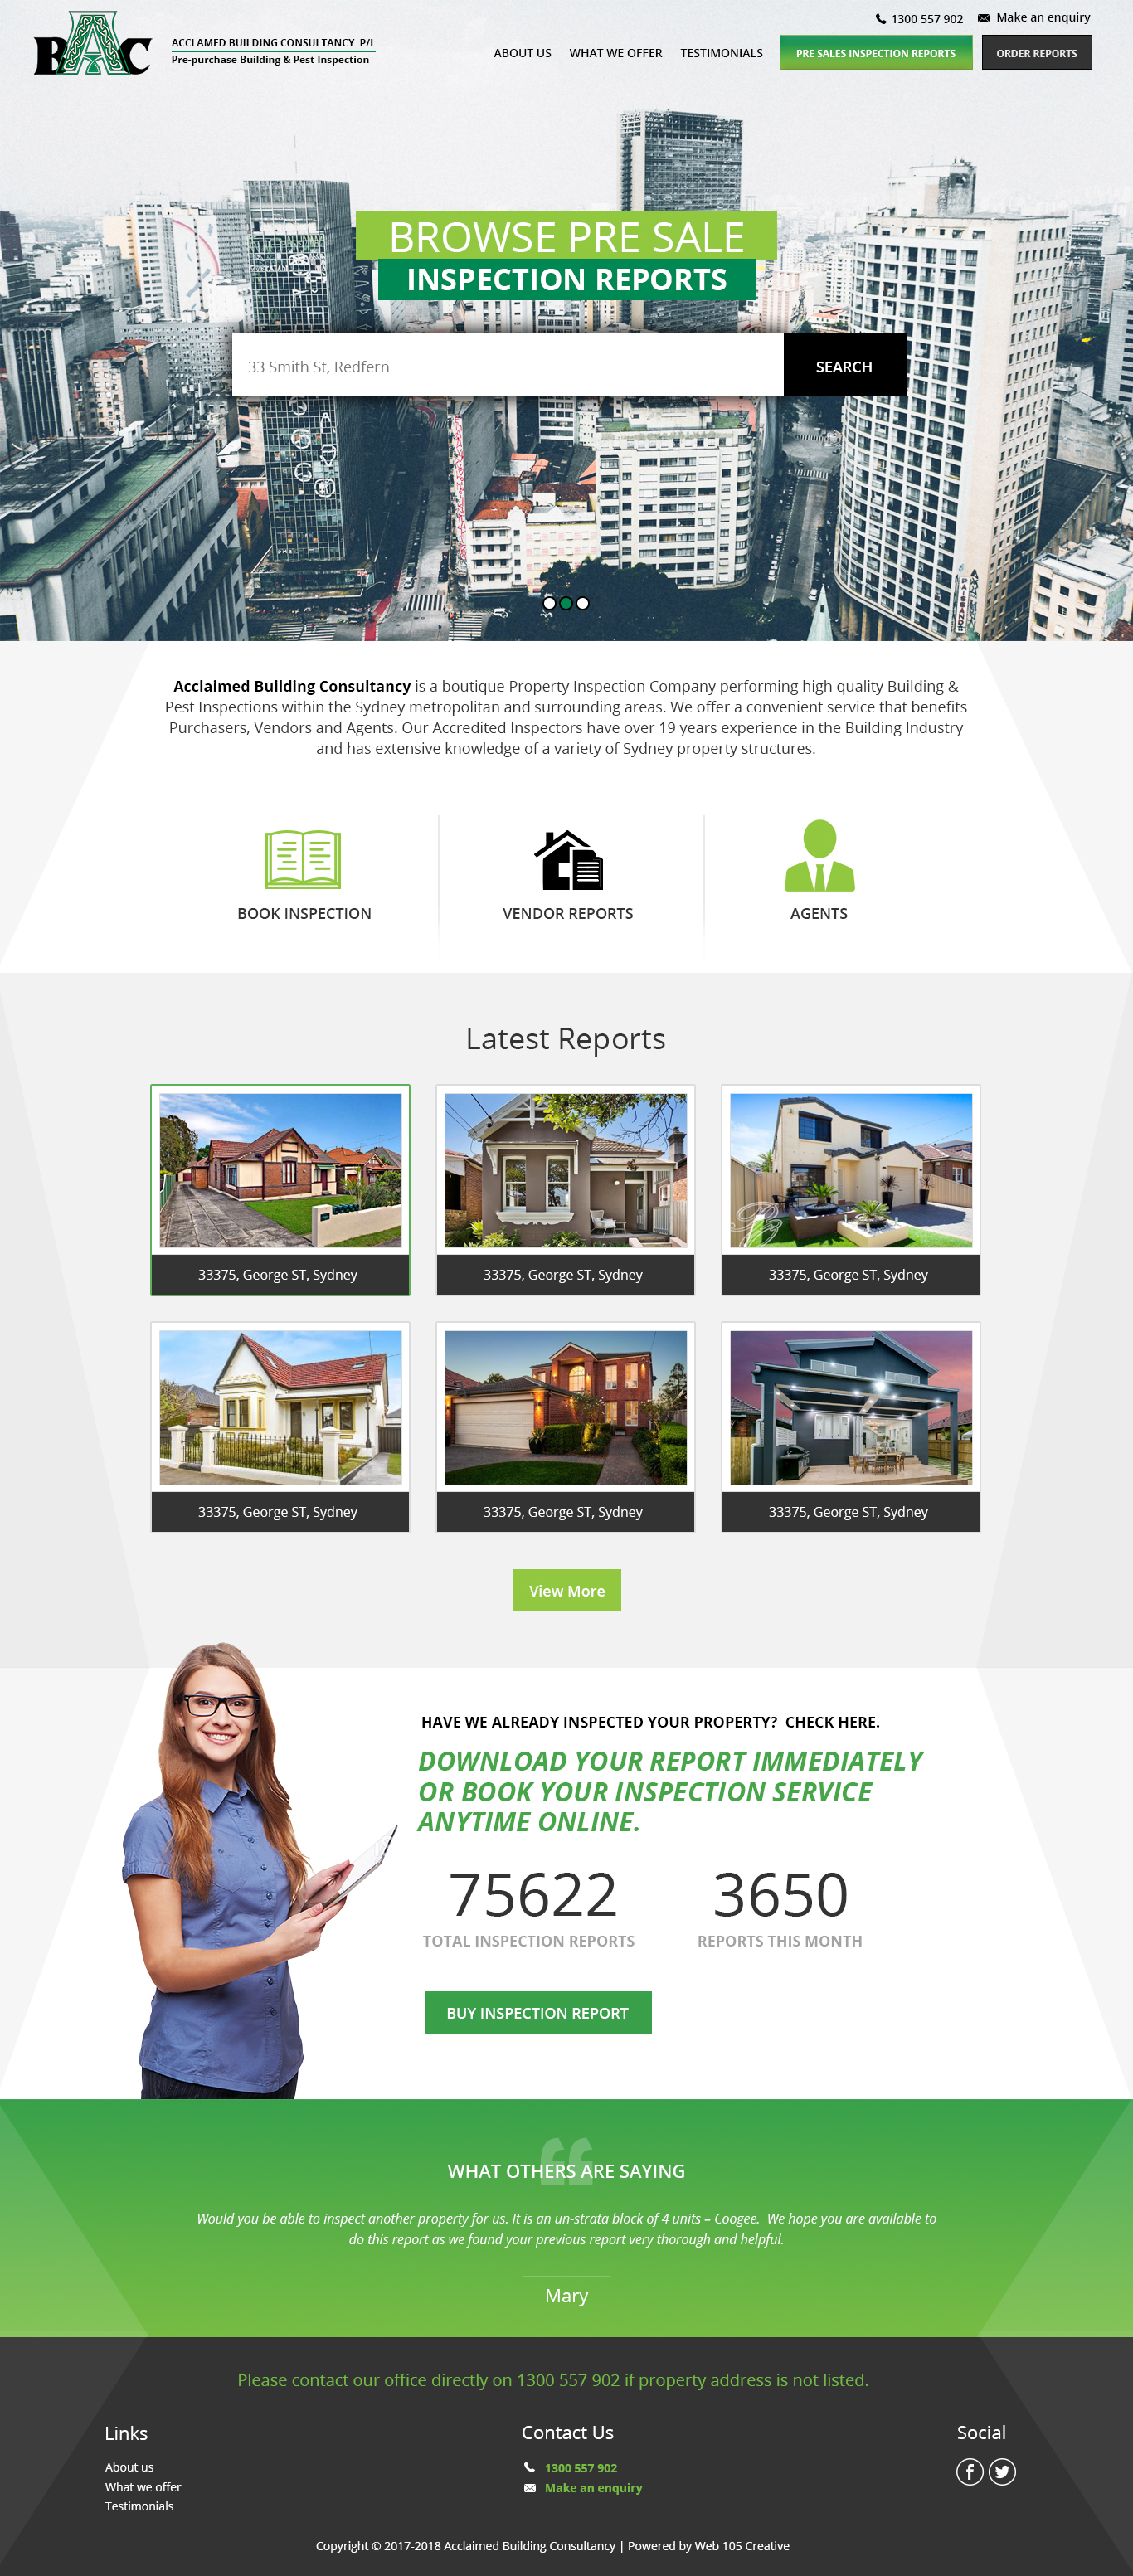 1300 557 902 Make an enquiry
BAC
ACCLAMED BUILDING CONSULTANCY P/L
Pre-purchase Building & Pest Inspection
ABOUT US WHAT WE OFFER TESTIMONIALS PRE SALES INSPECTION REPORTS ORDER REPORTS
BROWSE PRE SALE
INSPECTION REPORTS
33 Smith St, Redfern SEARCH
Acclaimed Building Consultancy is a boutique Property Inspection Company performing high quality Building &
Pest Inspections within the Sydney metropolitan and surrounding areas. We offer a convenient service that benefits
Purchasers, Vendors and Agents. Our Accredited Inspectors have over 19 years experience in the Building Industry
and has extensive knowledge of a variety of Sydney property structures.
BOOK INSPECTION VENDOR REPORTS AGENTS
Latest Reports
33375, George ST, Sydney 33375, George ST, Sydney 33375, George ST, Sydney
33375, George ST, Sydney 33375, George ST, Sydney 33375, George ST, Sydney
View More
HAVE WE ALREADY INSPECTED YOUR PROPERTY? CHECK HERE.
DOWNLOAD YOUR REPORT IMMEDIATELY
OR BOOK YOUR INSPECTION SERVICE
ANYTIME ONLINE.
75622 3650
TOTAL INSPECTION REPORTS REPORTS THIS MONTH
BUY INSPECTION REPORT
WHAT OTHERS ARE SAYING
Would you be able to inspect another property for us. It is an un-strata block of 4 units – Coogee. We hope you are available to
do this report as we found your previous report very thorough and helpful.
Mary
Please contact our office directly on 1300 557 902 if property address is not listed.
Links Contact Us Social
About us 1300 557 902
What we offer Make an enquiry
Testimonials
Copyright © 2017-2018 Acclaimed Building Consultancy | Powered by Web 105 Creative